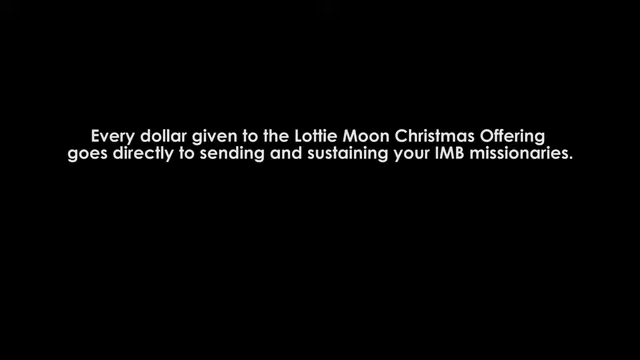 Every dollar given to the Lottie Moon Christmas Offering
goes directly to sending and sustaining your IMB missionaries.